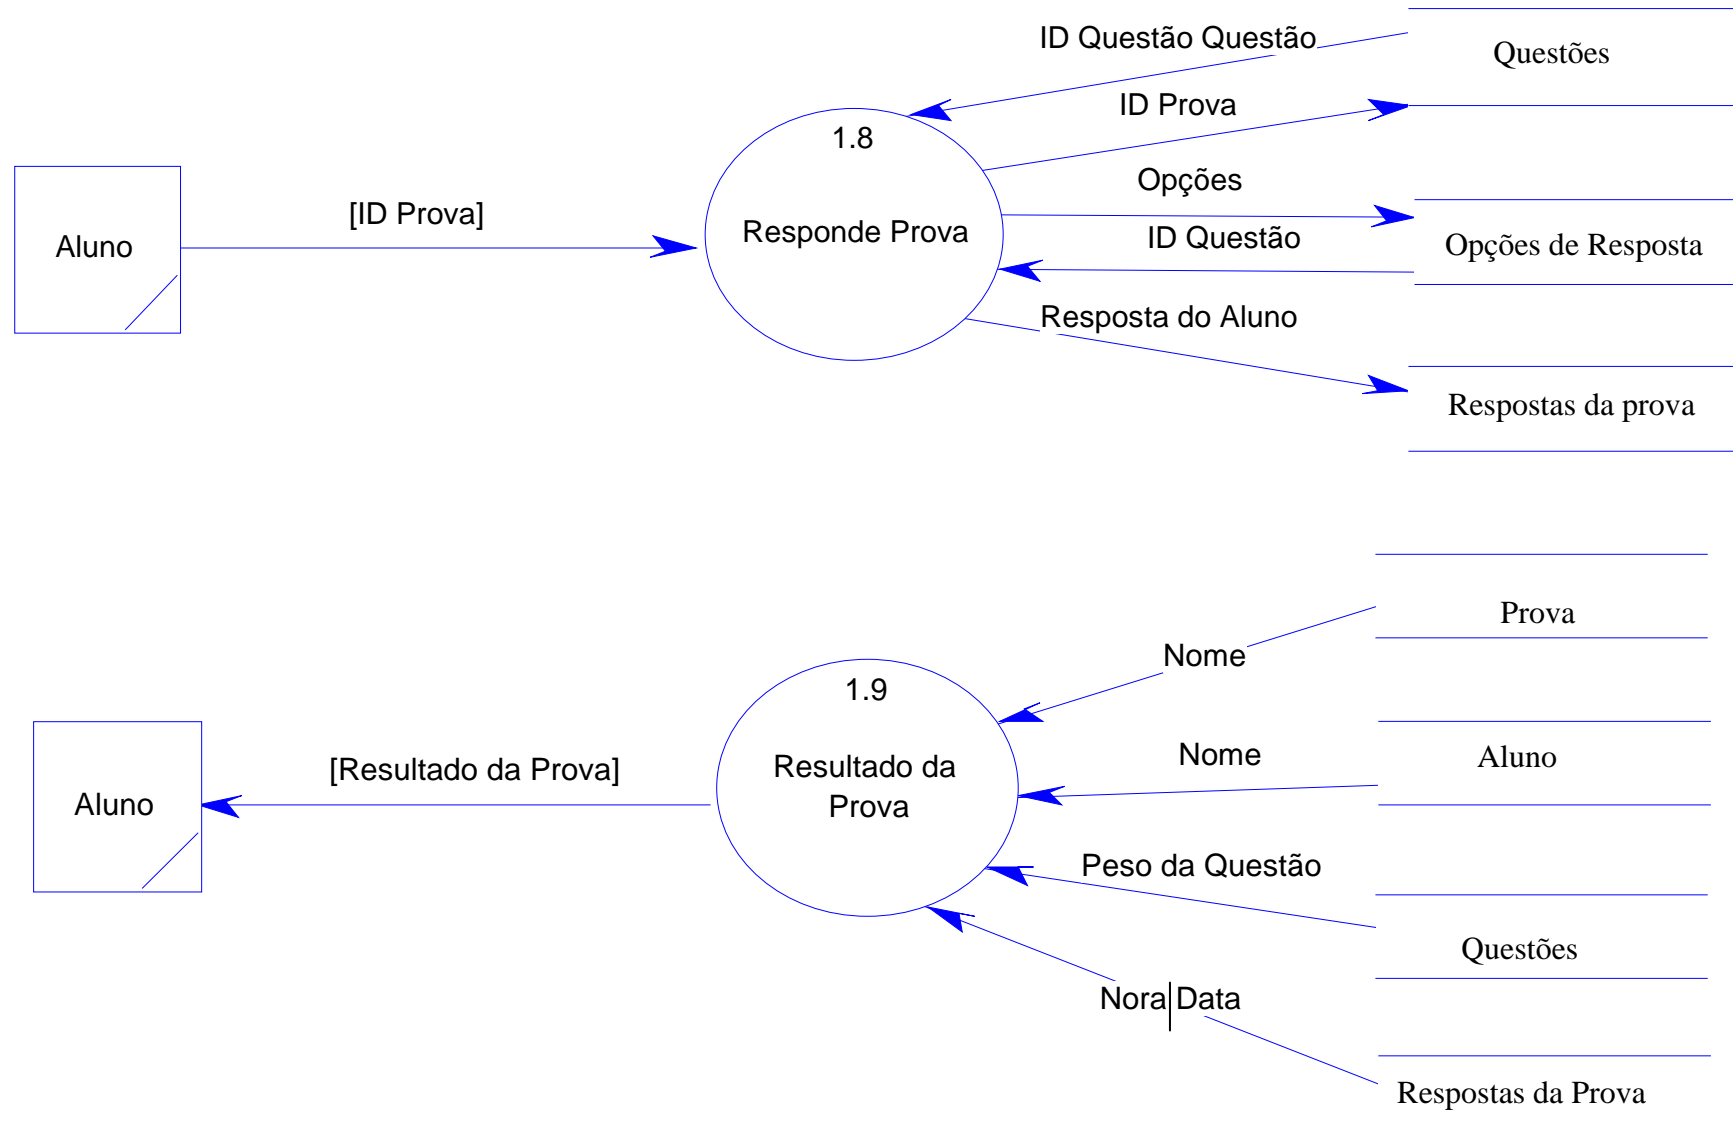 ID Questão Questão
Questões
ID Prova
1.8
Opções
[ID Prova]
Responde Prova
ID Questão
Aluno
Opções de Resposta
Resposta do Aluno
Respostas da prova
Prova
Nome
1.9
Nome
Aluno
[Resultado da Prova]
Resultado da
Prova
Aluno
Peso da Questão
Questões
Nora Data
Respostas da Prova